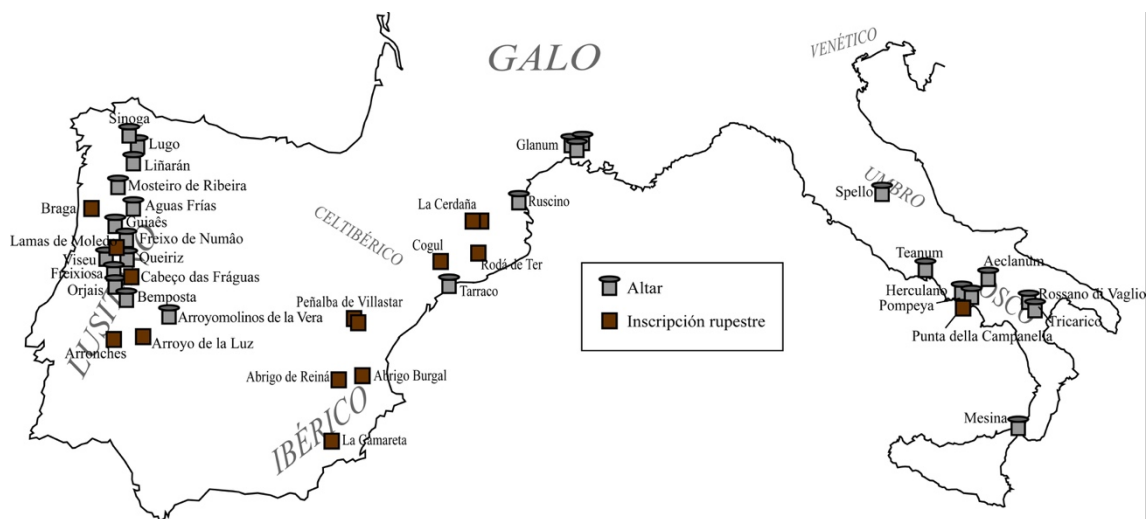 GALO
VENÉTICO
Sinoga
Lugo
Liñarán
Glanum
Mosteiro de Ribeira
UMBRO
Spello
Braga
Aguas Frías
La Cerdaña
Ruscino
Guiaês
CELTIBÉRICO
Lamas de Moledo
Freixo de Numâo
Cogul
Viseu
Queiriz
Rodá de Ter
Teanum
Aeclanum
Freixiosa
Cabeço das Fráguas
Orjais
Tarraco
Altar
Herculano
OSCO
Rossano di Vaglio
LUSITANO
Bemposta
Peñalba de Villastar
Pompeya
Arroyomolinos de la Vera
Inscripción rupestre
Tricarico
Punta della Campanella
Arronches
Arroyo de la Luz
Abrigo de Reiná
Abrigo Burgal
IBÉRICO
Mesina
La Camareta